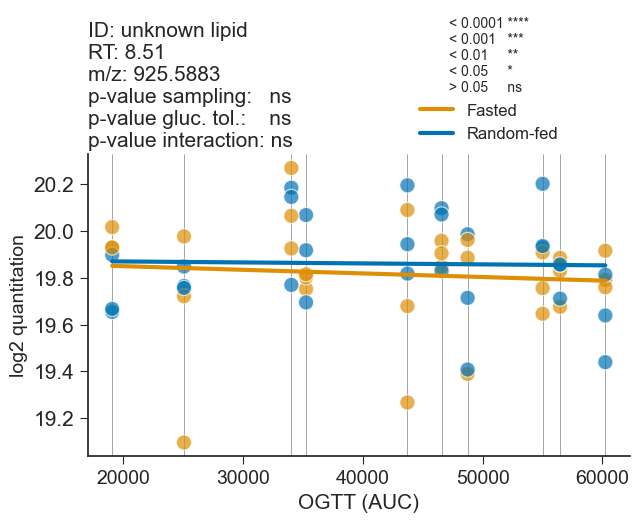 ID: unknown lipid
RT: 8.51
m/z: 925.5883
p-value sampling: ns
p-value gluc. tol.: ns
p-value interaction: ns
< 0.0001 ****
< 0.001 ***
< 0.01 **
< 0.05 *
> 0.05 ns
Fasted
Random-fed
log2 quantitation
20.2
20.0
19.8
19.6
19.4
19.2
20000 30000 40000 50000 60000
OGTT (AUC)